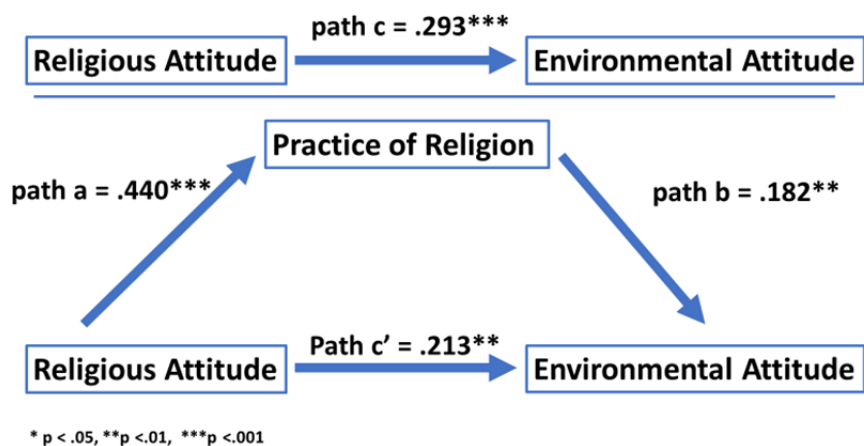 path c = .293***
Religious Attitude
Environmental Attitude
Practice of Religion
path a = .440***
path b = .182**
Path c’ = .213**
Religious Attitude
Environmental Attitude
* p < .05, **p <.01, ***p <.001